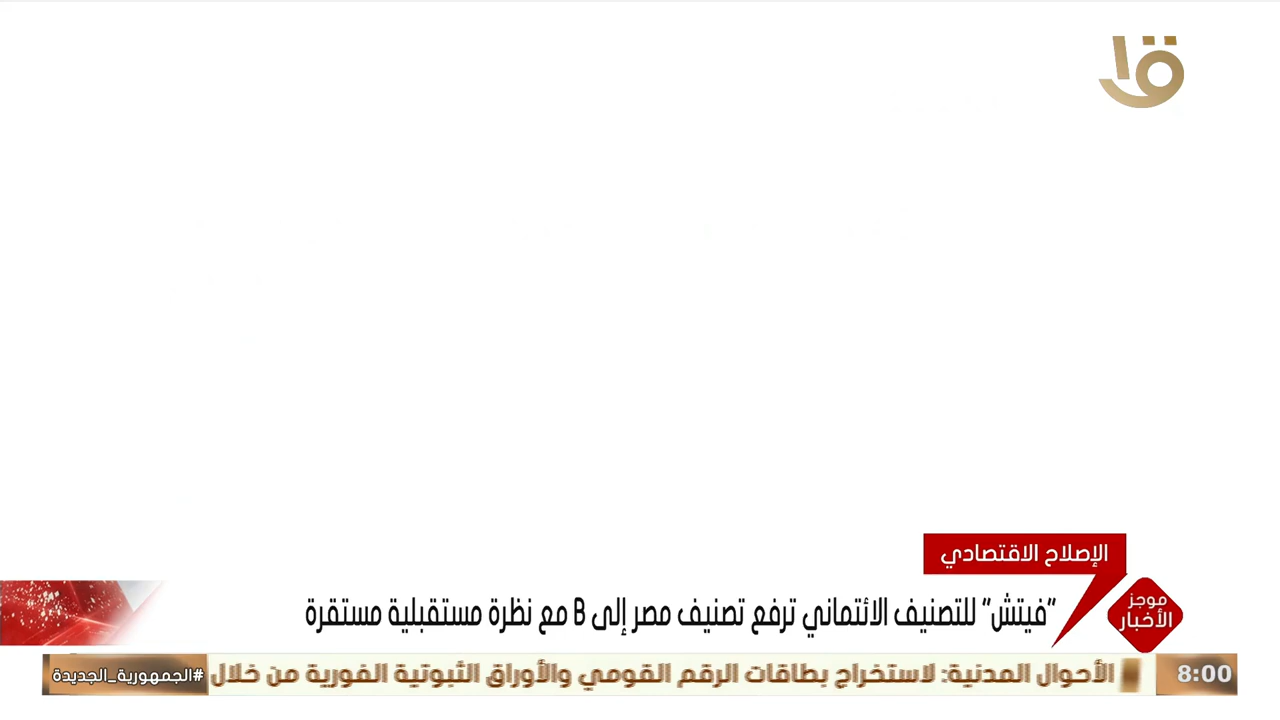 الإصلاح الاقتصادي
موجز
الأخبار
"فيتش" للتصنيف الائتماني ترفع تصنيف مصر إلى B مع نظرة مستقبلية مستقرة
8:00
الأحوال المدنية: لاستخراج بطاقات الرقم القومي والأوراق الثبوتية الفورية من خلال
#الجمهورية_الجديدة